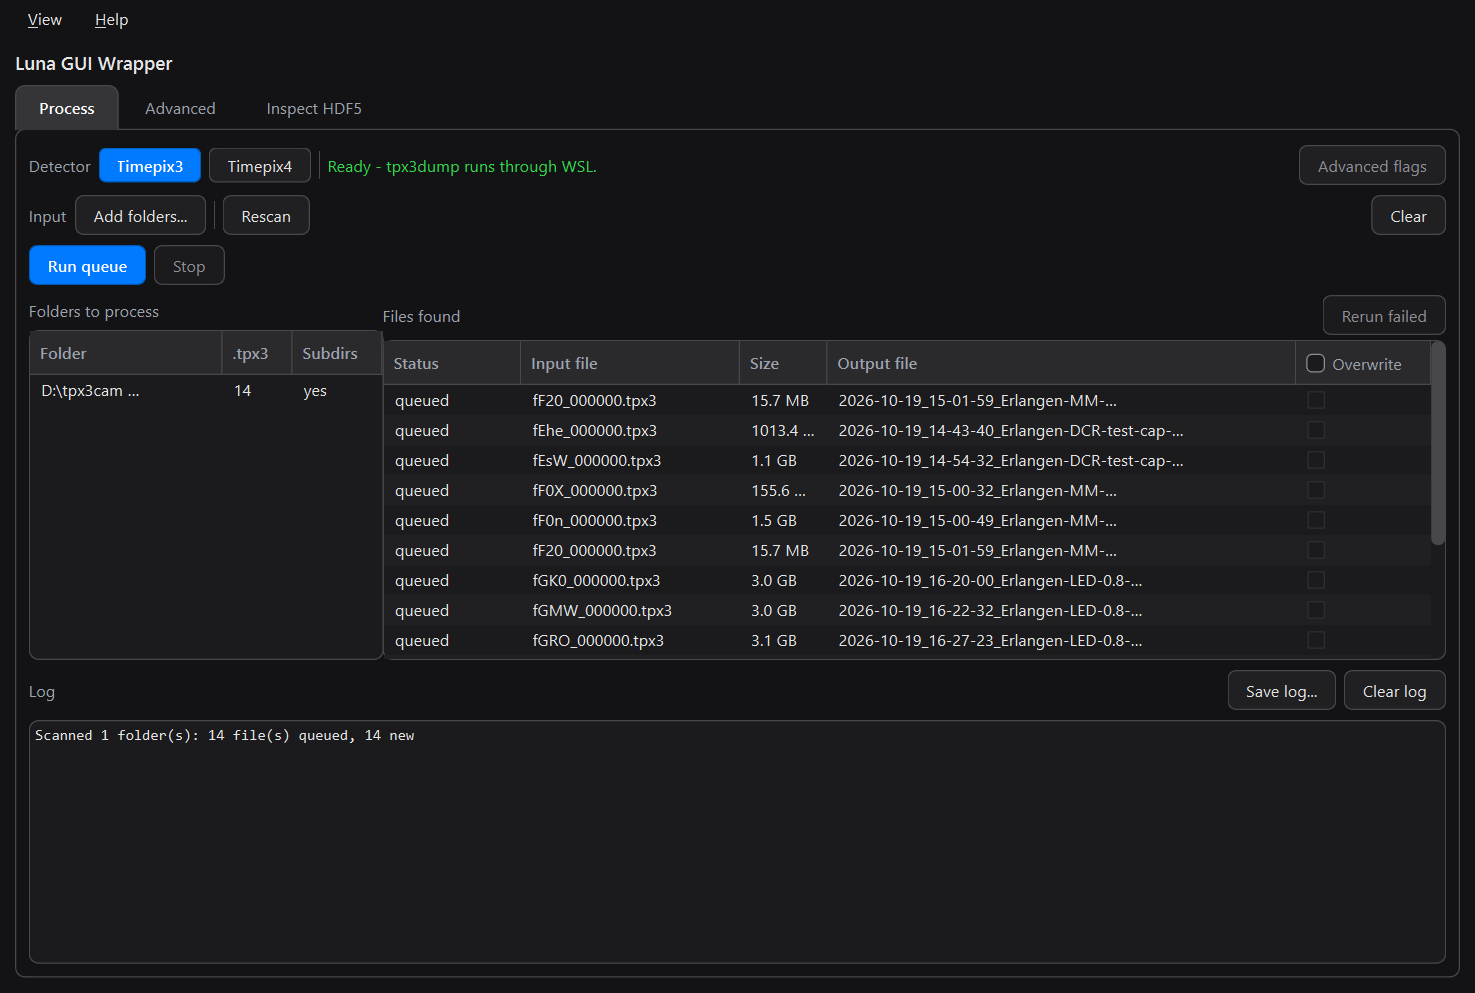 View Help
Luna GUI Wrapper
Process Advanced Inspect HDF5
Detector Timepix3 Timepix4 Ready - tpx3dump runs through WSL. Advanced flags
Input Add folders... Rescan Clear
Run queue Stop
Folders to process
Files found Rerun failed
Folder .tpx3 Subdirs
D:\tpx3cam ... 14 yes
Status Input file Size Output file Overwrite
queued fF20_000000.tpx3 15.7 MB 2026-10-19_15-01-59_Erlangen-MM-...
queued fEhe_000000.tpx3 1013.4 ... 2026-10-19_14-43-40_Erlangen-DCR-test-cap-...
queued fEsW_000000.tpx3 1.1 GB 2026-10-19_14-54-32_Erlangen-DCR-test-cap-...
queued fF0X_000000.tpx3 155.6 ... 2026-10-19_15-00-32_Erlangen-MM-...
queued fF0n_000000.tpx3 1.5 GB 2026-10-19_15-00-49_Erlangen-MM-...
queued fF20_000000.tpx3 15.7 MB 2026-10-19_15-01-59_Erlangen-MM-...
queued fGK0_000000.tpx3 3.0 GB 2026-10-19_16-20-00_Erlangen-LED-0.8-...
queued fGMW_000000.tpx3 3.0 GB 2026-10-19_16-22-32_Erlangen-LED-0.8-...
queued fGRO_000000.tpx3 3.1 GB 2026-10-19_16-27-23_Erlangen-LED-0.8-...
Log Save log... Clear log
Scanned 1 folder(s): 14 file(s) queued, 14 new